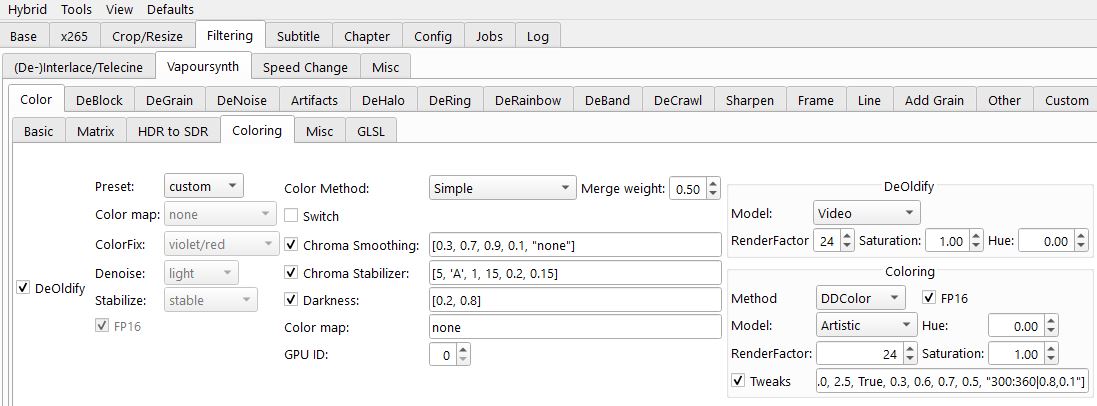 Hybrid Tools View Defaults
Base x265 Crop/Resize Filtering Subtitle Chapter Config Jobs Log
(De-)Interlace/Telecine Vapoursynth Speed Change Misc
Color DeBlock DeGrain DeNoise Artifacts DeHalo DeRing DeRainbow DeBand DeCrawl Sharpen Frame Line Add Grain Other Custom
Basic Matrix HDR to SDR Coloring Misc GLSL
DeOldify
Preset: custom
Color map: none
ColorFix: violet/red
Denoise: light
Stabilize: stable
FP16
Color Method: Simple Merge weight: 0.50
Switch
Chroma Smoothing: [0.3, 0.7, 0.9, 0.1, "none"]
Chroma Stabilizer: [5, 'A', 1, 15, 0.2, 0.15]
Darkness: [0.2, 0.8]
Color map: none
GPU ID: 0
DeOldify
Model: Video
RenderFactor 24 Saturation: 1.00 Hue: 0.00
Coloring
Method DDColor FP16
Model: Artistic Hue: 0.00
RenderFactor: 24 Saturation: 1.00
Tweaks .0, 2.5, True, 0.3, 0.6, 0.7, 0.5, "300:360|0.8,0.1"]